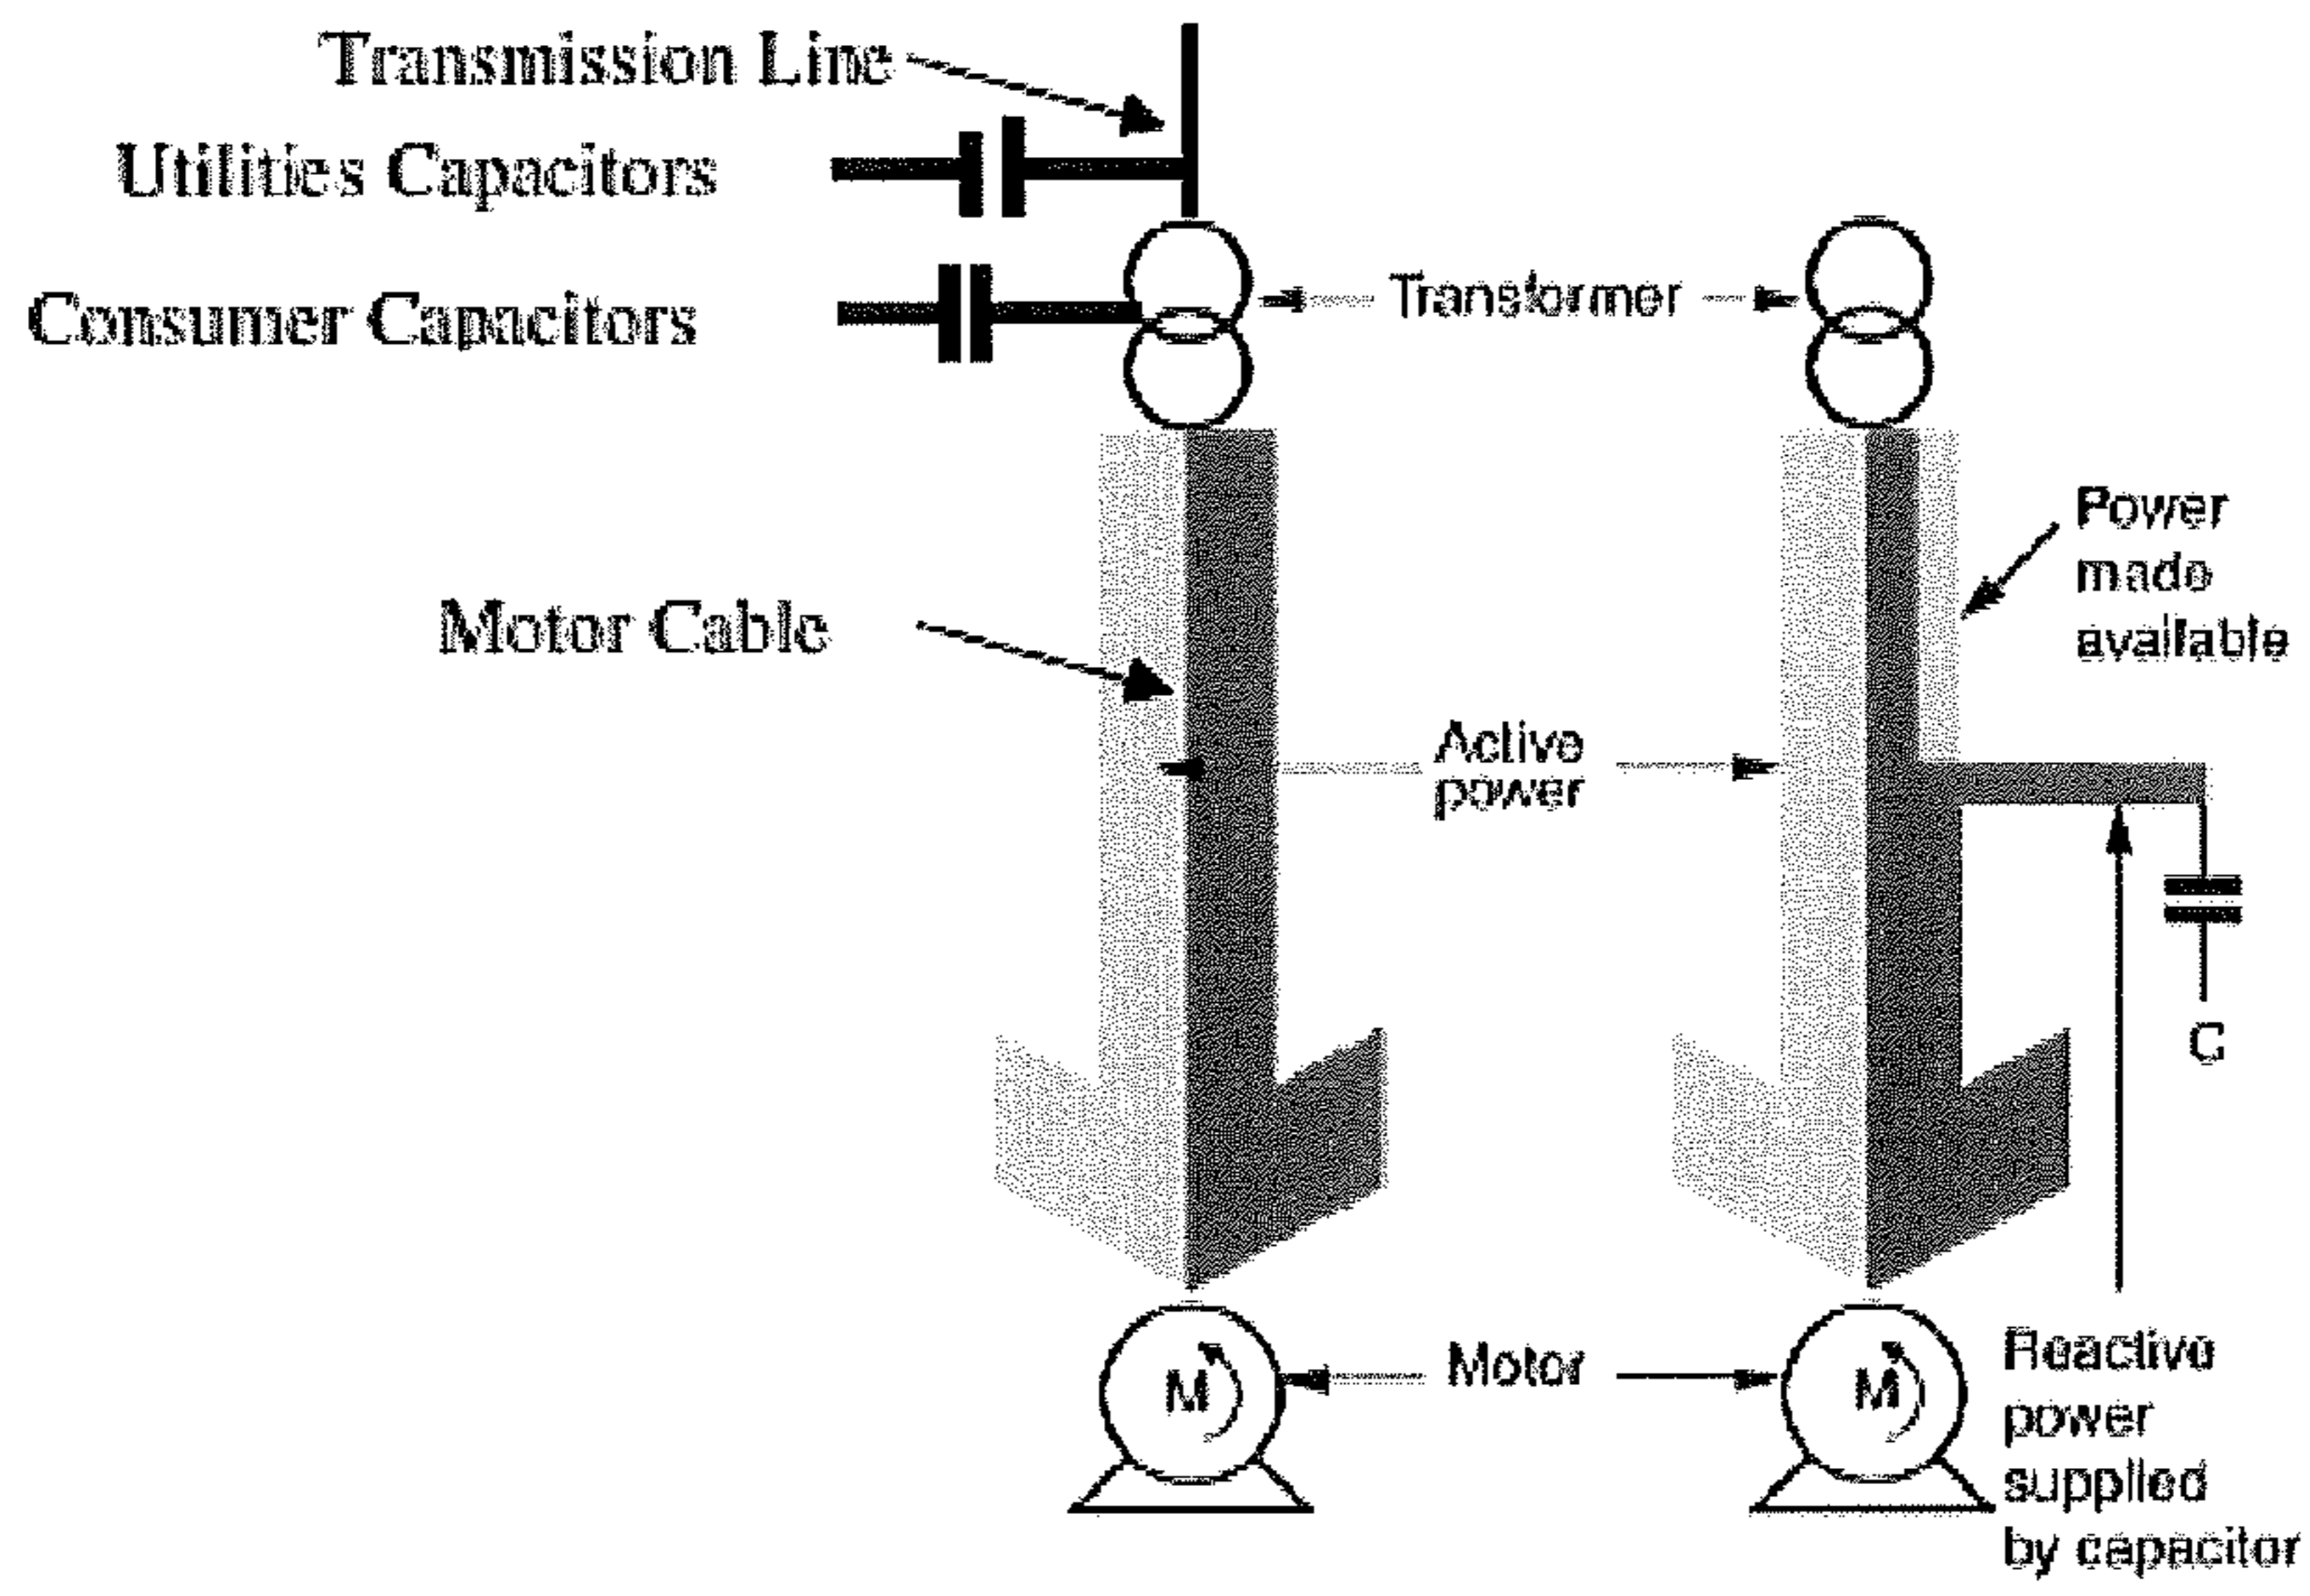 Transmission Line
Utilities Capacitors
Consumer Capacitors
Transformer
Motor Cable
Power
made
available
Active
power
C
Motor
M
M
Reactive
power
supplied
by capacitor